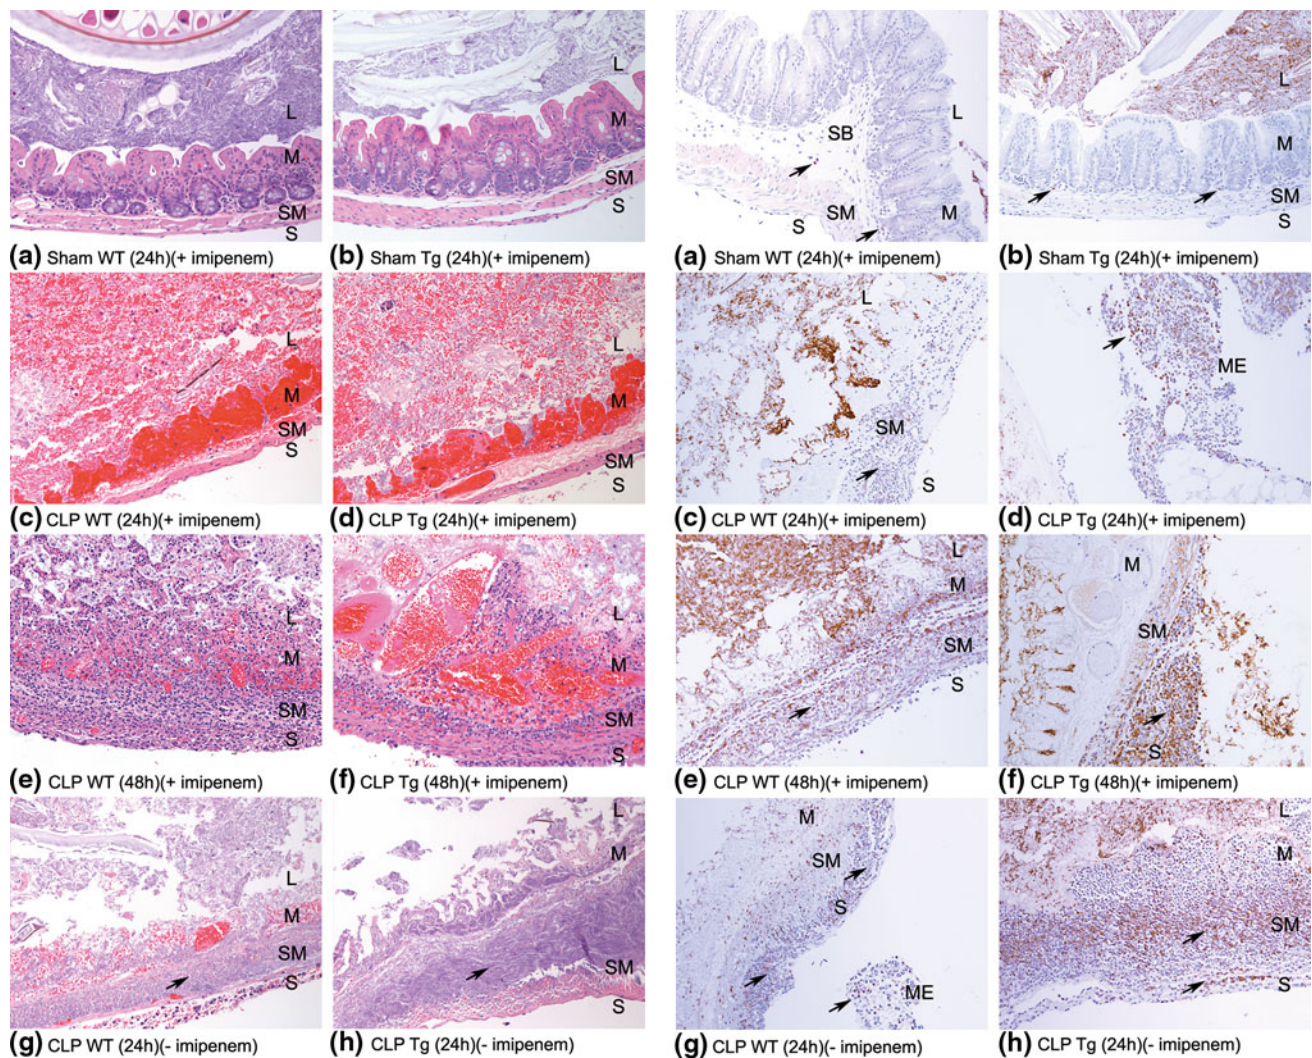 L
M
SM
S
(a) Sham WT (24h)(+ imipenem)
L
M
SM
S
(b) Sham Tg (24h)(+ imipenem)
L
M
SM
S
(c) CLP WT (24h)(+ imipenem)
L
M
SM
S
(d) CLP Tg (24h)(+ imipenem)
L
M
SM
S
(e) CLP WT (48h)(+ imipenem)
L
M
SM
S
(f) CLP Tg (48h)(+ imipenem)
L
M
SM
S
(g) CLP WT (24h)(- imipenem)
L
M
SM
S
(h) CLP Tg (24h)(- imipenem)
L
SB
SM
S
M
(a) Sham WT (24h)(+ imipenem)
L
M
SM
S
(b) Sham Tg (24h)(+ imipenem)
L
SM
S
(c) CLP WT (24h)(+ imipenem)
ME
(d) CLP Tg (24h)(+ imipenem)
L
M
SM
S
(e) CLP WT (48h)(+ imipenem)
M
SM
S
(f) CLP Tg (48h)(+ imipenem)
M
SM
S
ME
(g) CLP WT (24h)(- imipenem)
L
M
SM
S
(h) CLP Tg (24h)(- imipenem)